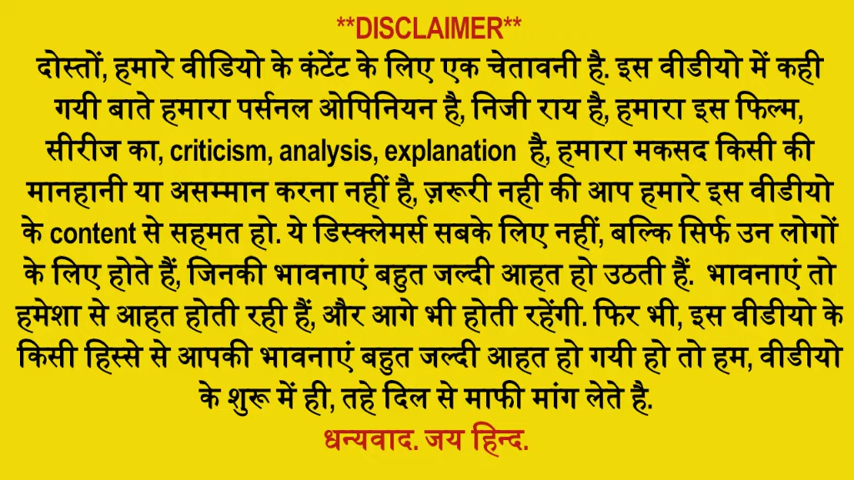 **DISCLAIMER**
दोस्तों, हमारे वीडियो के कंटेंट के लिए एक चेतावनी है. इस वीडीयो में कही
गयी बाते हमारा पर्सनल ओपिनियन है, निजी राय है, हमारा इस फिल्म,
सीरीज का, criticism, analysis, explanation है, हमारा मकसद किसी की
मानहानी या असम्मान करना नहीं है, ज़रूरी नही की आप हमारे इस वीडीयो
के content से सहमत हो. ये डिस्क्लेमर्स सबके लिए नहीं, बल्कि सिर्फ उन लोगों
के लिए होते हैं, जिनकी भावनाएं बहुत जल्दी आहत हो उठती हैं. भावनाएं तो
हमेशा से आहत होती रही हैं, और आगे भी होती रहेंगी. फिर भी, इस वीडीयो के
किसी हिस्से से आपकी भावनाएं बहुत जल्दी आहत हो गयी हो तो हम, वीडीयो
के शुरू में ही, तहे दिल से माफी मांग लेते है.
धन्यवाद. जय हिन्द.